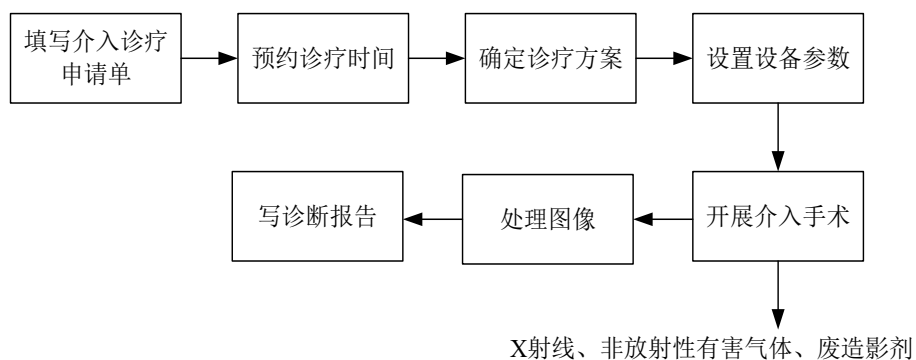 填写介入诊疗
申请单
预约诊疗时间
确定诊疗方案
设置设备参数
写诊断报告
处理图像
开展介入手术
X射线、非放射性有害气体、废造影剂